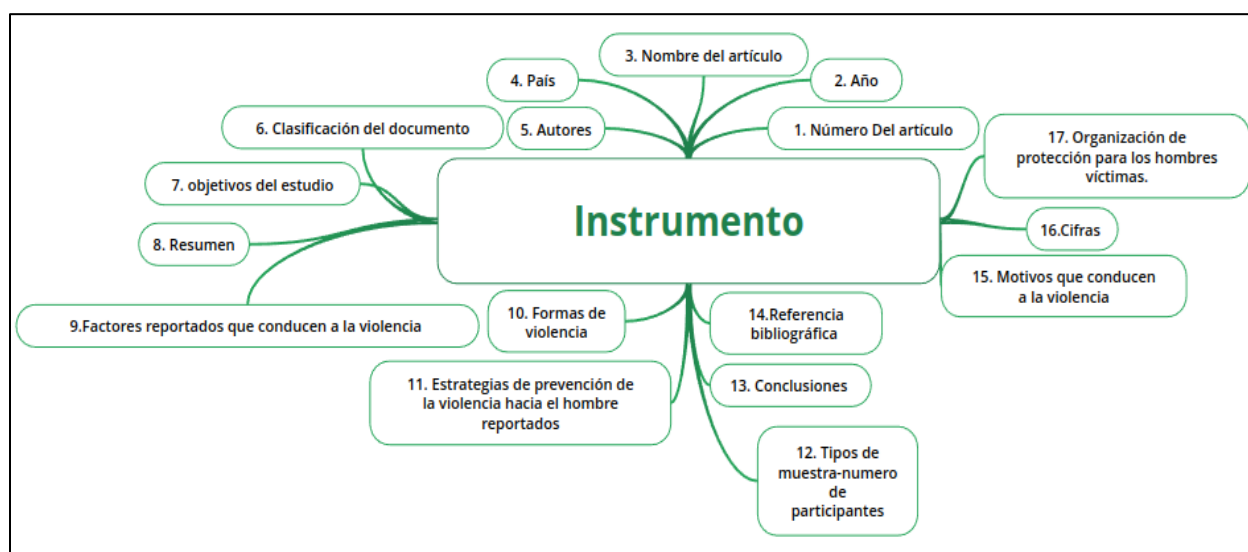 3. Nombre del artículo
4. País
2. Año
6. Clasificación del documento
5. Autores
1. Número Del artículo
17. Organización de
protección para los hombres
víctimas.
7. objetivos del estudio
Instrumento
8. Resumen
16.Cifras
15. Motivos que conducen
a la violencia
9.Factores reportados que conducen a la violencia
10. Formas de
violencia
14.Referencia
bibliográfica
11. Estrategias de prevención de
la violencia hacia el hombre
reportados
13. Conclusiones
12. Tipos de
muestra-numero
de
participantes